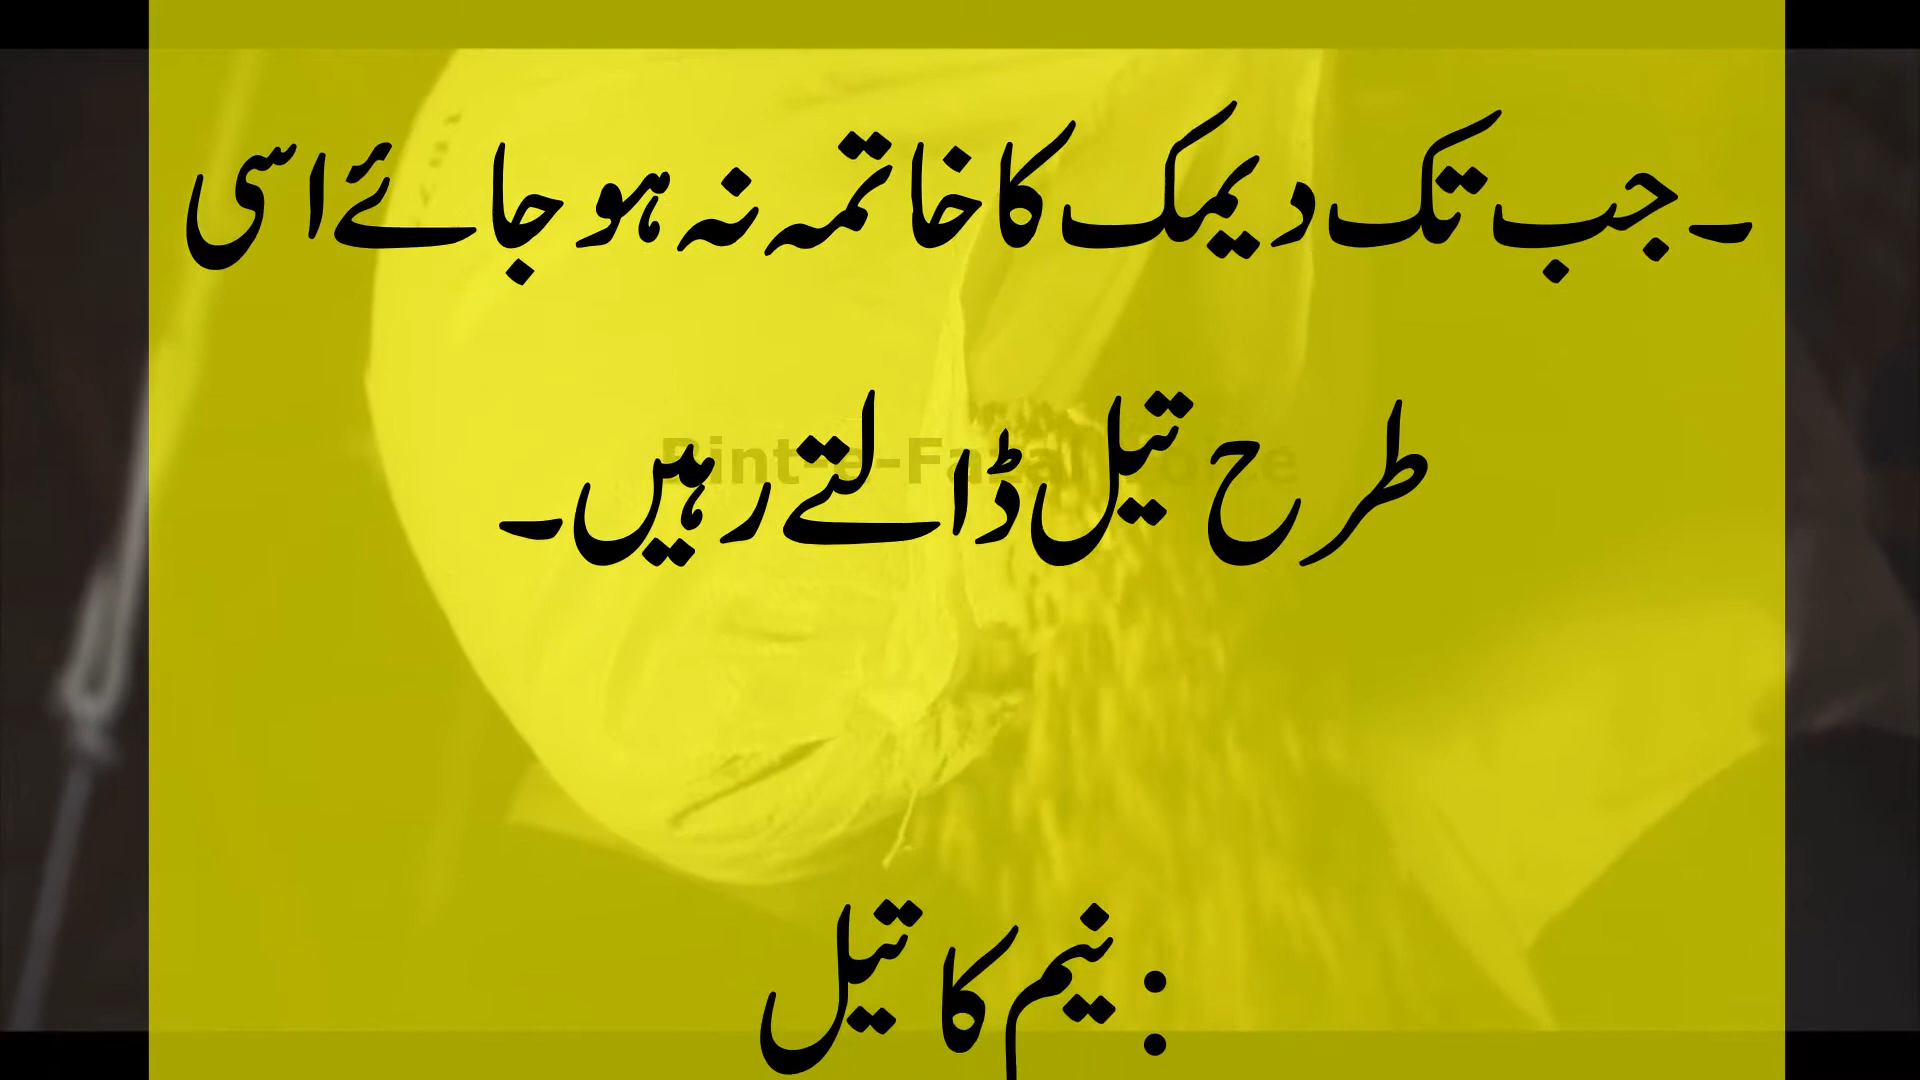 ۔جب تک دیمک کا خاتمہ نہ ہو جائے اسی
طرح تیل ڈالتے رہیں۔
:نیم کا تیل